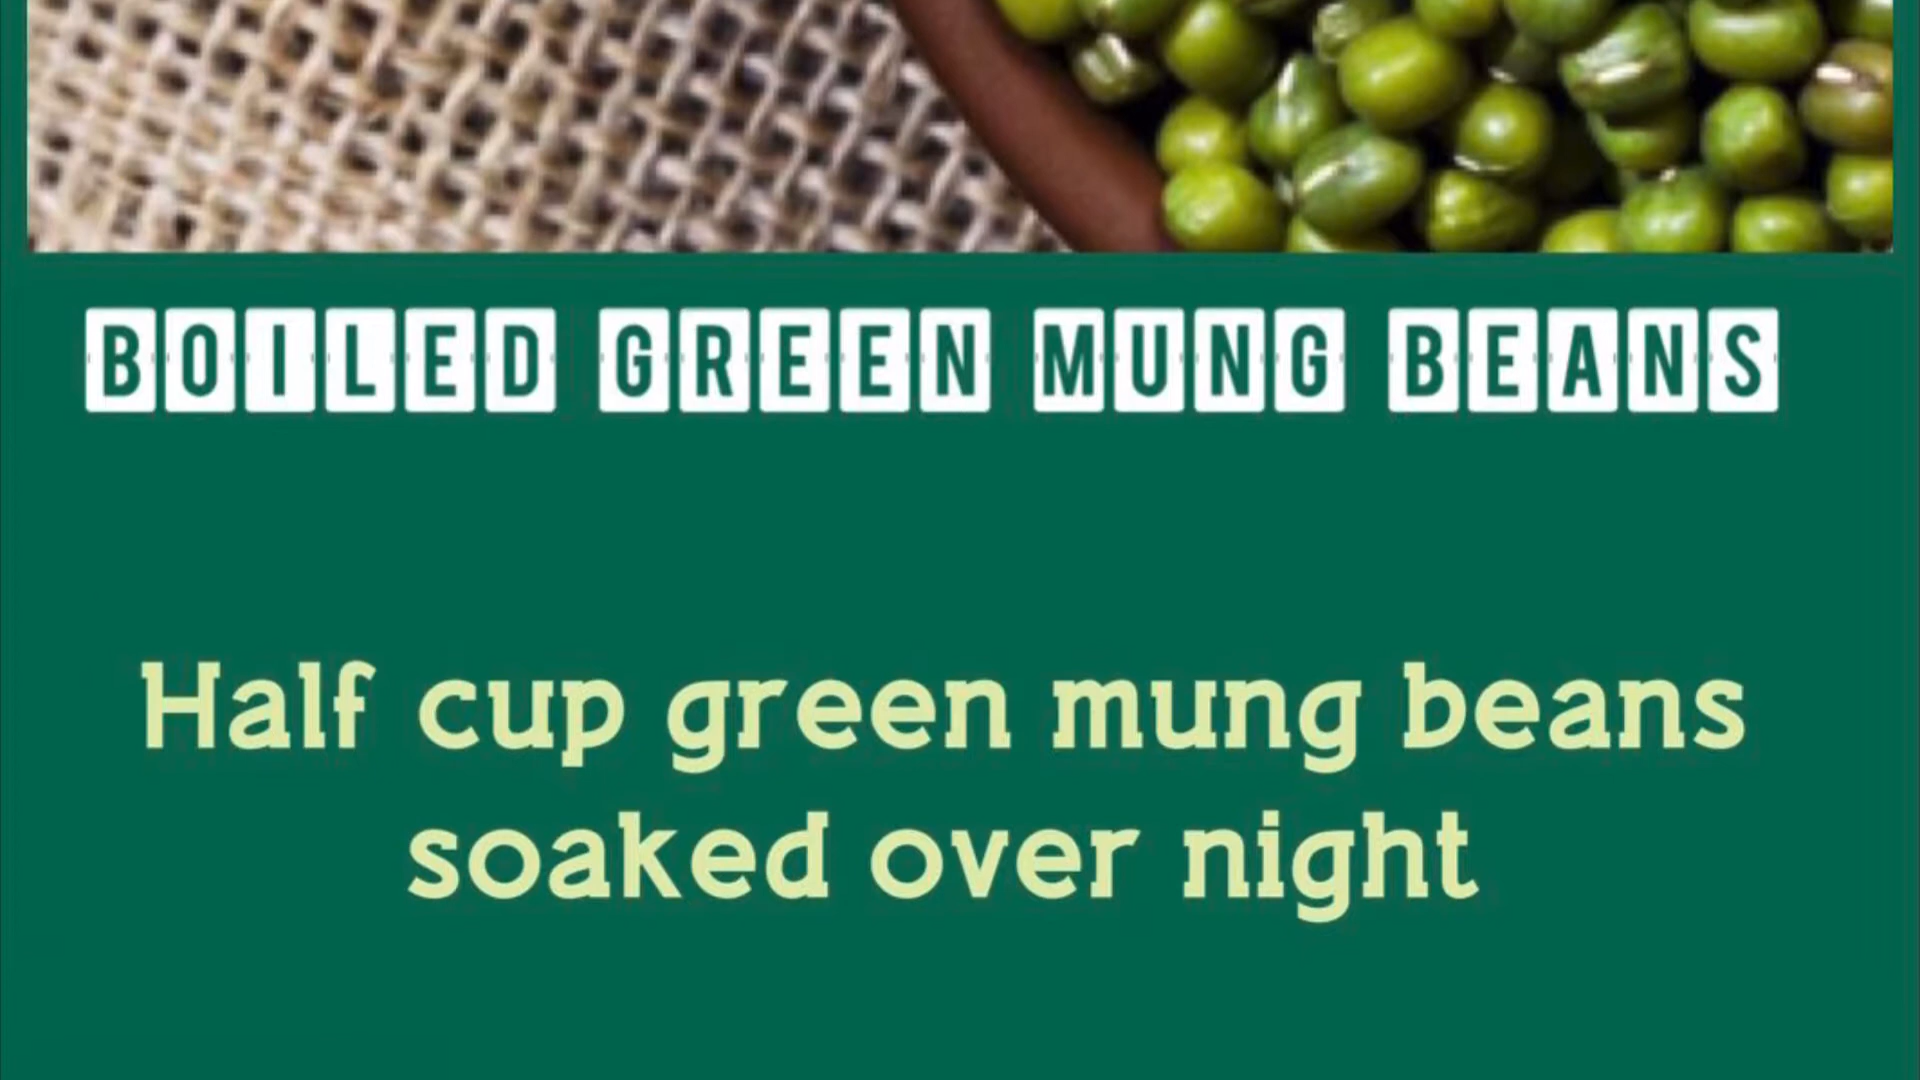 BOILED GREEN MUNG BEANS
Half cup green mung beans
soaked over night